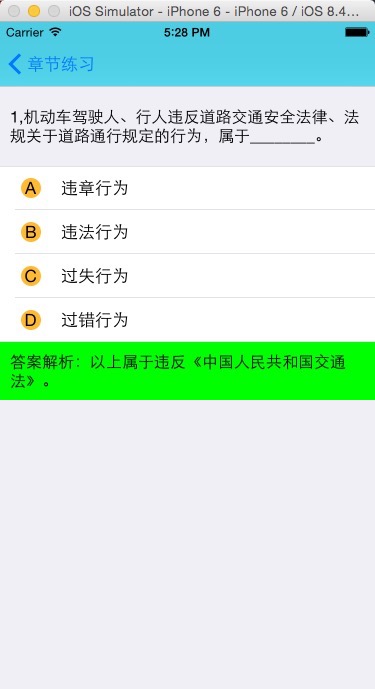 iOS Simulator - iPhone 6 - iPhone 6 / iOS 8.4...
Carrier 5:28 PM
章节练习
1,机动车驾驶人、行人违反道路交通安全法律、法
规关于道路通行规定的行为，属于________。
A 违章行为
B 违法行为
C 过失行为
D 过错行为
答案解析：以上属于违反《中国人民共和国交通
法》。